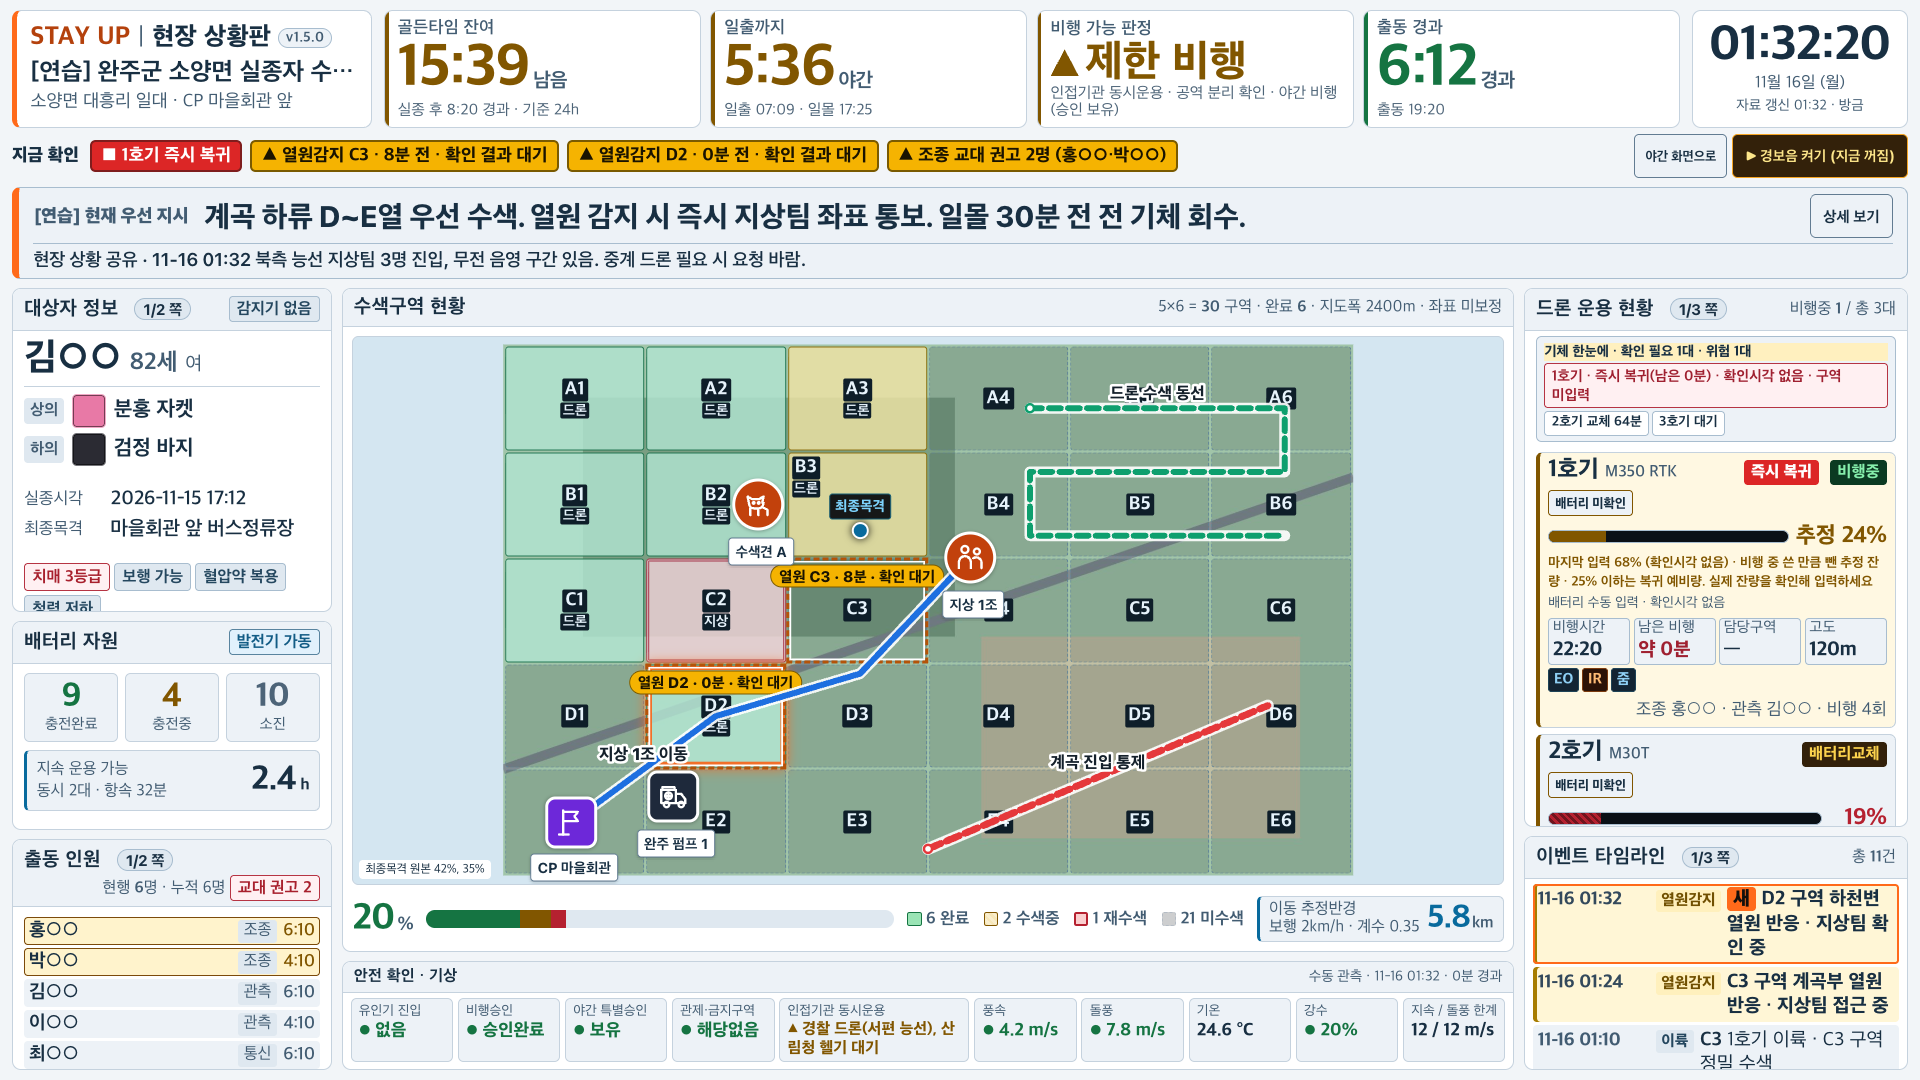 STAY UP | 현장 상황판 v1.5.0
[연습] 완주군 소양면 실종자 수…
소양면 대흥리 일대 · CP 마을회관 앞
골든타임 잔여
15:39 남음
실종 후 8:20 경과 · 기준 24h
일출까지
5:36 야간
일출 07:09 · 일몰 17:25
비행 가능 판정
▲제한 비행
인접기관 동시운용 · 공역 분리 확인 · 야간 비행
(승인 보유)
출동 경과
6:12 경과
출동 19:20
01:32:20
11월 16일 (월)
자료 갱신 01:32 · 방금
지금 확인
■ 1호기 즉시 복귀
▲ 열원감지 C3 · 8분 전 · 확인 결과 대기
▲ 열원감지 D2 · 0분 전 · 확인 결과 대기
▲ 조종 교대 권고 2명 (홍○○·박○○)
야간 화면으로
▶ 경보음 켜기 (지금 꺼짐)
[연습] 현재 우선 지시 계곡 하류 D~E열 우선 수색. 열원 감지 시 즉시 지상팀 좌표 통보. 일몰 30분 전 전 기체 회수.
상세 보기
현장 상황 공유 · 11-16 01:32 북측 능선 지상팀 3명 진입, 무전 음영 구간 있음. 중계 드론 필요 시 요청 바람.
대상자 정보 1/2 쪽 감지기 없음
김○○ 82세 여
상의 분홍 자켓
하의 검정 바지
실종시각 2026-11-15 17:12
최종목격 마을회관 앞 버스정류장
치매 3등급 보행 가능 혈압약 복용
청력 저하
배터리 자원 발전기 가동
9 4 10
충전완료 충전중 소진
지속 운용 가능
동시 2대 · 항속 32분
2.4 h
출동 인원 1/2 쪽
현행 6명 · 누적 6명 교대 권고 2
홍○○ 조종 6:10
박○○ 조종 4:10
김○○ 관측 6:10
이○○ 관측 4:10
최○○ 통신 6:10
수색구역 현황
5×6 = 30 구역 · 완료 6 · 지도폭 2400m · 좌표 미보정
A1 드론
A2 드론
A3 드론
A4
드론 수색 동선
A6
B1 드론
B2 드론
B3 드론
최종목격
B4
B5
B6
수색견 A
열원 C3 · 8분 · 확인 대기
지상 1조
C1 드론
C2 지상
C3
C5
C6
열원 D2 · 0분 · 확인 대기
D1
D2 드론
D3
D4
D5
D6
지상 1조 이동
계곡 진입 통제
E2
E3
E4
E5
E6
완주 펌프 1
CP 마을회관
최종목격 원본 42%, 35%
20 %
6 완료 2 수색중 1 재수색 21 미수색
이동 추정반경
보행 2km/h · 계수 0.35
5.8 km
안전 확인 · 기상
수동 관측 · 11-16 01:32 · 0분 경과
유인기 진입
● 없음
비행승인
● 승인완료
야간 특별승인
● 보유
관제·금지구역
● 해당없음
인접기관 동시운용
▲ 경찰 드론(서편 능선), 산
림청 헬기 대기
풍속
● 4.2 m/s
돌풍
● 7.8 m/s
기온
24.6 °C
강수
● 20%
지속 / 돌풍 한계
12 / 12 m/s
드론 운용 현황 1/3 쪽 비행중 1 / 총 3대
기체 한눈에 · 확인 필요 1대 · 위험 1대
1호기 · 즉시 복귀(남은 0분) · 확인시각 없음 · 구역
미입력
2호기 교체 64분 3호기 대기
1호기 M350 RTK 즉시 복귀 비행중
배터리 미확인
추정 24%
마지막 입력 68% (확인시각 없음) · 비행 중 쓴 만큼 뺀 추정 잔
량 · 25% 이하는 복귀 예비량. 실제 잔량을 확인해 입력하세요
배터리 수동 입력 · 확인시각 없음
비행시간 남은 비행 담당구역 고도
22:20 약 0분 — 120m
EO IR 줌
조종 홍○○ · 관측 김○○ · 비행 4회
2호기 M30T 배터리교체
배터리 미확인
19%
이벤트 타임라인 1/3 쪽 총 11건
11-16 01:32 열원감지 새 D2 구역 하천변
열원 반응 · 지상팀 확
인 중
11-16 01:24 열원감지 C3 구역 계곡부 열원
반응 · 지상팀 접근 중
11-16 01:10 이륙 C3 1호기 이륙 · C3 구역
정밀 수색